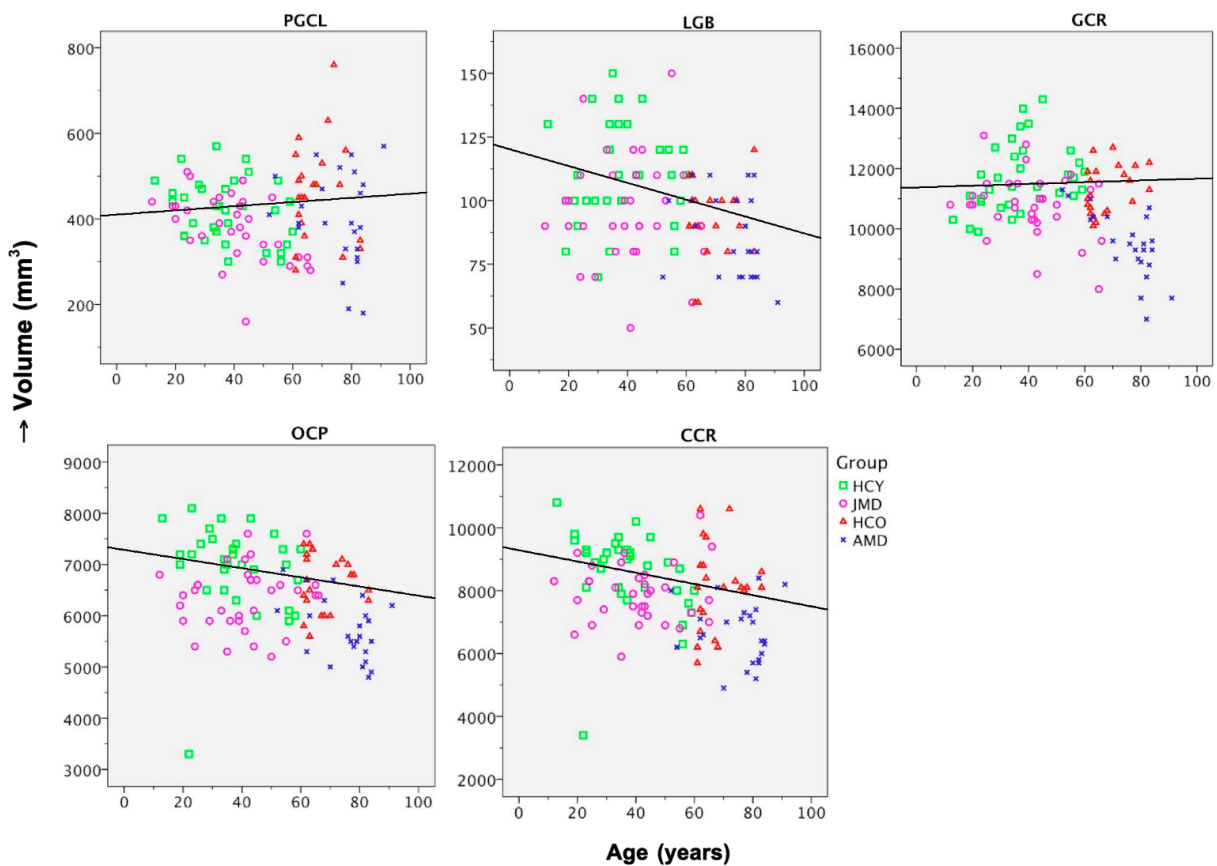 PGCL
800
600
400
200
0 20 40 60 80 100
LGB
150
125
100
75
50
0 20 40 60 80 100
GCR
16000
14000
12000
10000
8000
6000
0 20 40 60 80 100
→ Volume (mm³)
OCP
9000
8000
7000
6000
5000
4000
3000
0 20 40 60 80 100
CCR
12000
10000
8000
6000
4000
2000
0 20 40 60 80 100
Group
HCY
JMD
HCO
AMD
Age (years)